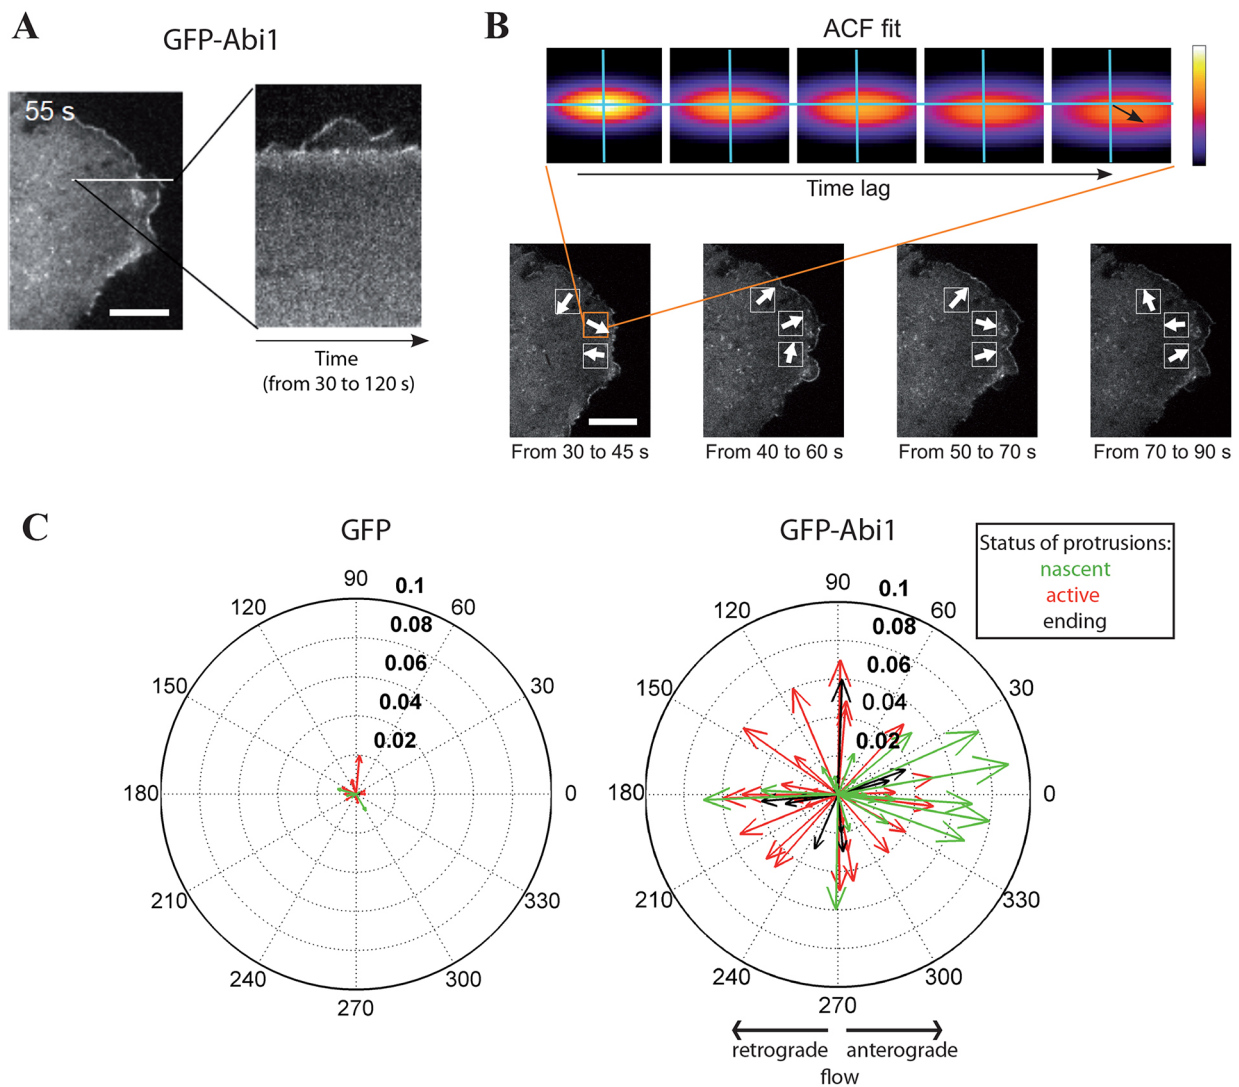 A
GFP-Abi1
55 s
Time
(from 30 to 120 s)
B
ACF fit
Time lag
From 30 to 45 s
From 40 to 60 s
From 50 to 70 s
From 70 to 90 s
C
GFP
90
0.1
120
60
0.08
0.06
150
30
0.04
0.02
180
0
210
330
240
300
270
GFP-Abi1
Status of protrusions:
nascent
active
ending
90
0.1
120
60
0.08
0.06
150
30
0.04
0.02
180
0
210
330
240
300
270
retrograde anterograde
flow